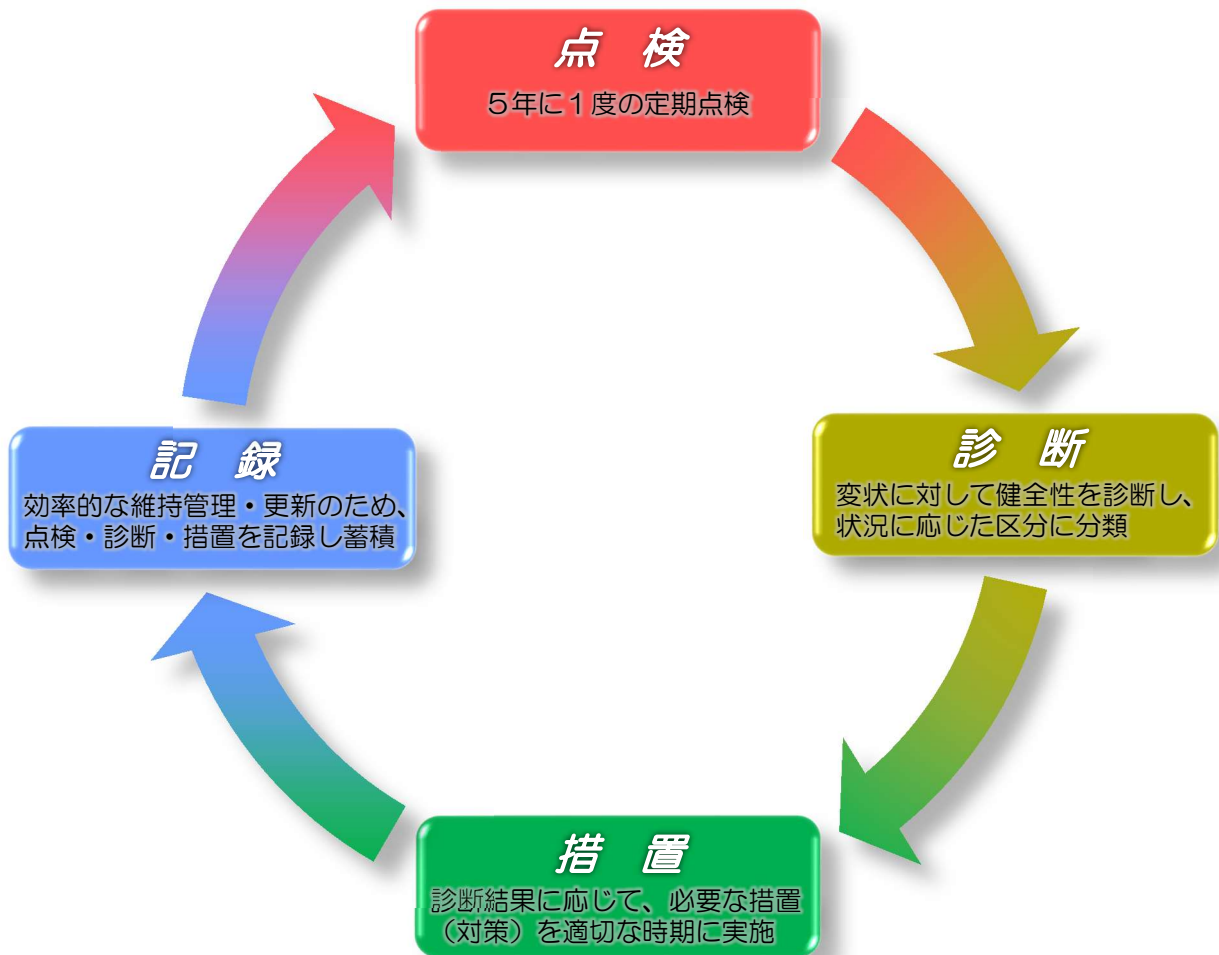 点 検
5年に1度の定期点検
診 断
変状に対して健全性を診断し、
状況に応じた区分に分類
措 置
診断結果に応じて、必要な措置
(対策)を適切な時期に実施
記 録
効率的な維持管理・更新のため、
点検・診断・措置を記録し蓄積